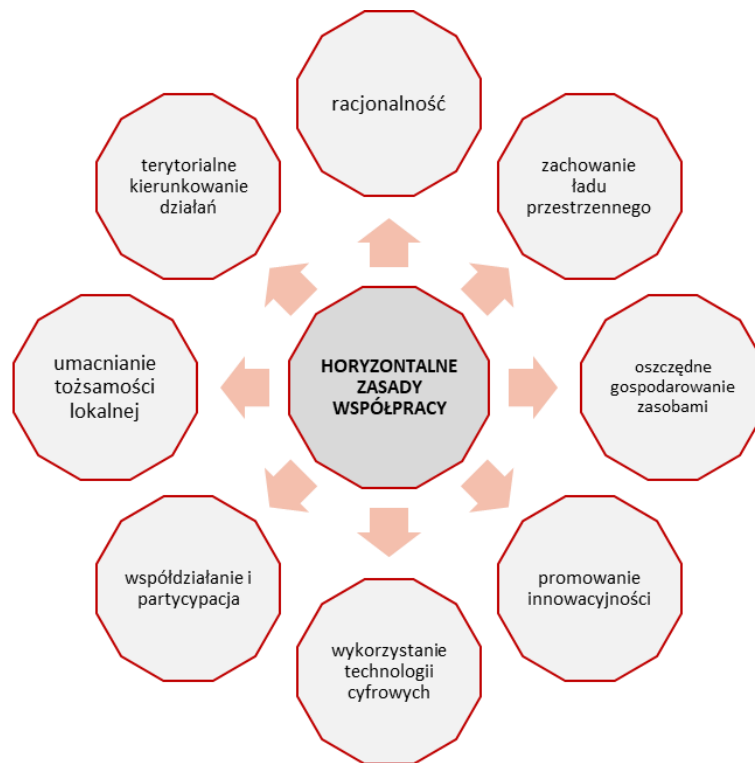 racjonalność
zachowanie
ładu
przestrzennego
oszczędne
gospodarowanie
zasobami
promowanie
innowacyjności
wykorzystanie
technologii
cyfrowych
współdziałanie i
partycypacja
umacnianie
tożsamości
lokalnej
terytorialne
kierunkowanie
działań
HORYZONTALNE
ZASADY
WSPÓŁPRACY